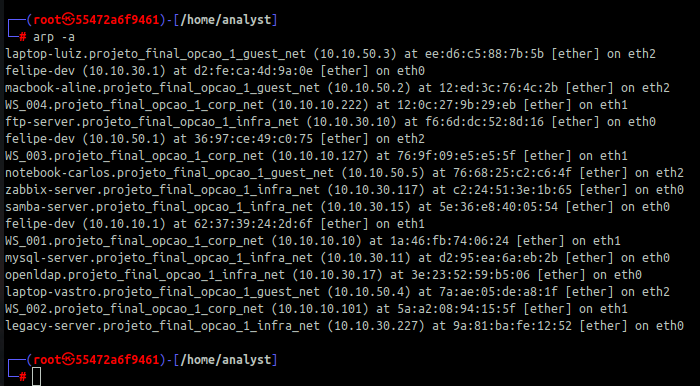 ┌──(root㉿55472a6f9461)-[/home/analyst]
└─# arp -a
laptop-luiz.projeto_final_opcao_1_guest_net (10.10.50.3) at ee:d6:c5:88:7b:5b [ether] on eth2
felipe-dev (10.10.30.1) at d2:fe:ca:4d:9a:0e [ether] on eth0
macbook-aline.projeto_final_opcao_1_guest_net (10.10.50.2) at 12:ed:3c:76:4c:2b [ether] on eth2
WS_004.projeto_final_opcao_1_corp_net (10.10.10.222) at 12:0c:27:9b:29:eb [ether] on eth1
ftp-server.projeto_final_opcao_1_infra_net (10.10.30.10) at f6:6d:dc:52:8d:16 [ether] on eth0
felipe-dev (10.10.50.1) at 36:97:ce:49:c0:75 [ether] on eth2
WS_003.projeto_final_opcao_1_corp_net (10.10.10.127) at 76:9f:09:e5:e5:5f [ether] on eth1
notebook-carlos.projeto_final_opcao_1_guest_net (10.10.50.5) at 76:68:25:c2:c6:4f [ether] on eth2
zabbix-server.projeto_final_opcao_1_infra_net (10.10.30.117) at c2:24:51:3e:1b:65 [ether] on eth0
samba-server.projeto_final_opcao_1_infra_net (10.10.30.15) at 5e:36:e8:40:05:54 [ether] on eth0
felipe-dev (10.10.10.1) at 62:37:39:24:2d:6f [ether] on eth1
WS_001.projeto_final_opcao_1_corp_net (10.10.10.10) at 1a:46:fb:74:06:24 [ether] on eth1
mysql-server.projeto_final_opcao_1_infra_net (10.10.30.11) at d2:95:ea:6a:eb:2b [ether] on eth0
openldap.projeto_final_opcao_1_infra_net (10.10.30.17) at 3e:23:52:59:b5:06 [ether] on eth0
laptop-vastro.projeto_final_opcao_1_guest_net (10.10.50.4) at 7a:ae:05:de:a8:1f [ether] on eth2
WS_002.projeto_final_opcao_1_corp_net (10.10.10.101) at 5a:a2:08:94:15:5f [ether] on eth1
legacy-server.projeto_final_opcao_1_infra_net (10.10.30.227) at 9a:81:ba:fe:12:52 [ether] on eth0
┌──(root㉿55472a6f9461)-[/home/analyst]
└─#